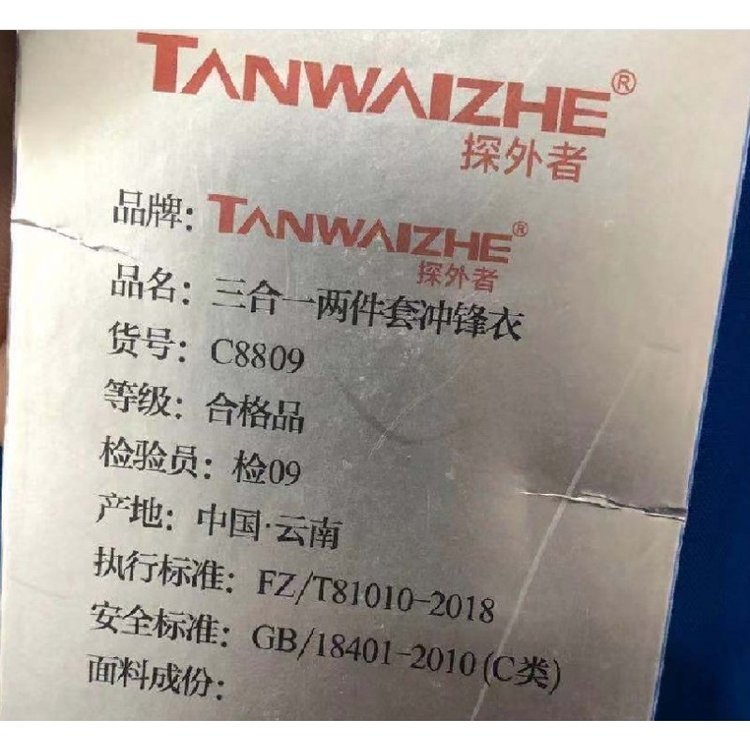 TANWAIZHE®
探外者
品牌：TANWAIZHE®
探外者
品名：三合一两件套冲锋衣
货号：C8809
等级：合格品
检验员：检09
产地：中国·云南
执行标准：FZ/T81010-2018
安全标准：GB/18401-2010(C类)
面料成份：